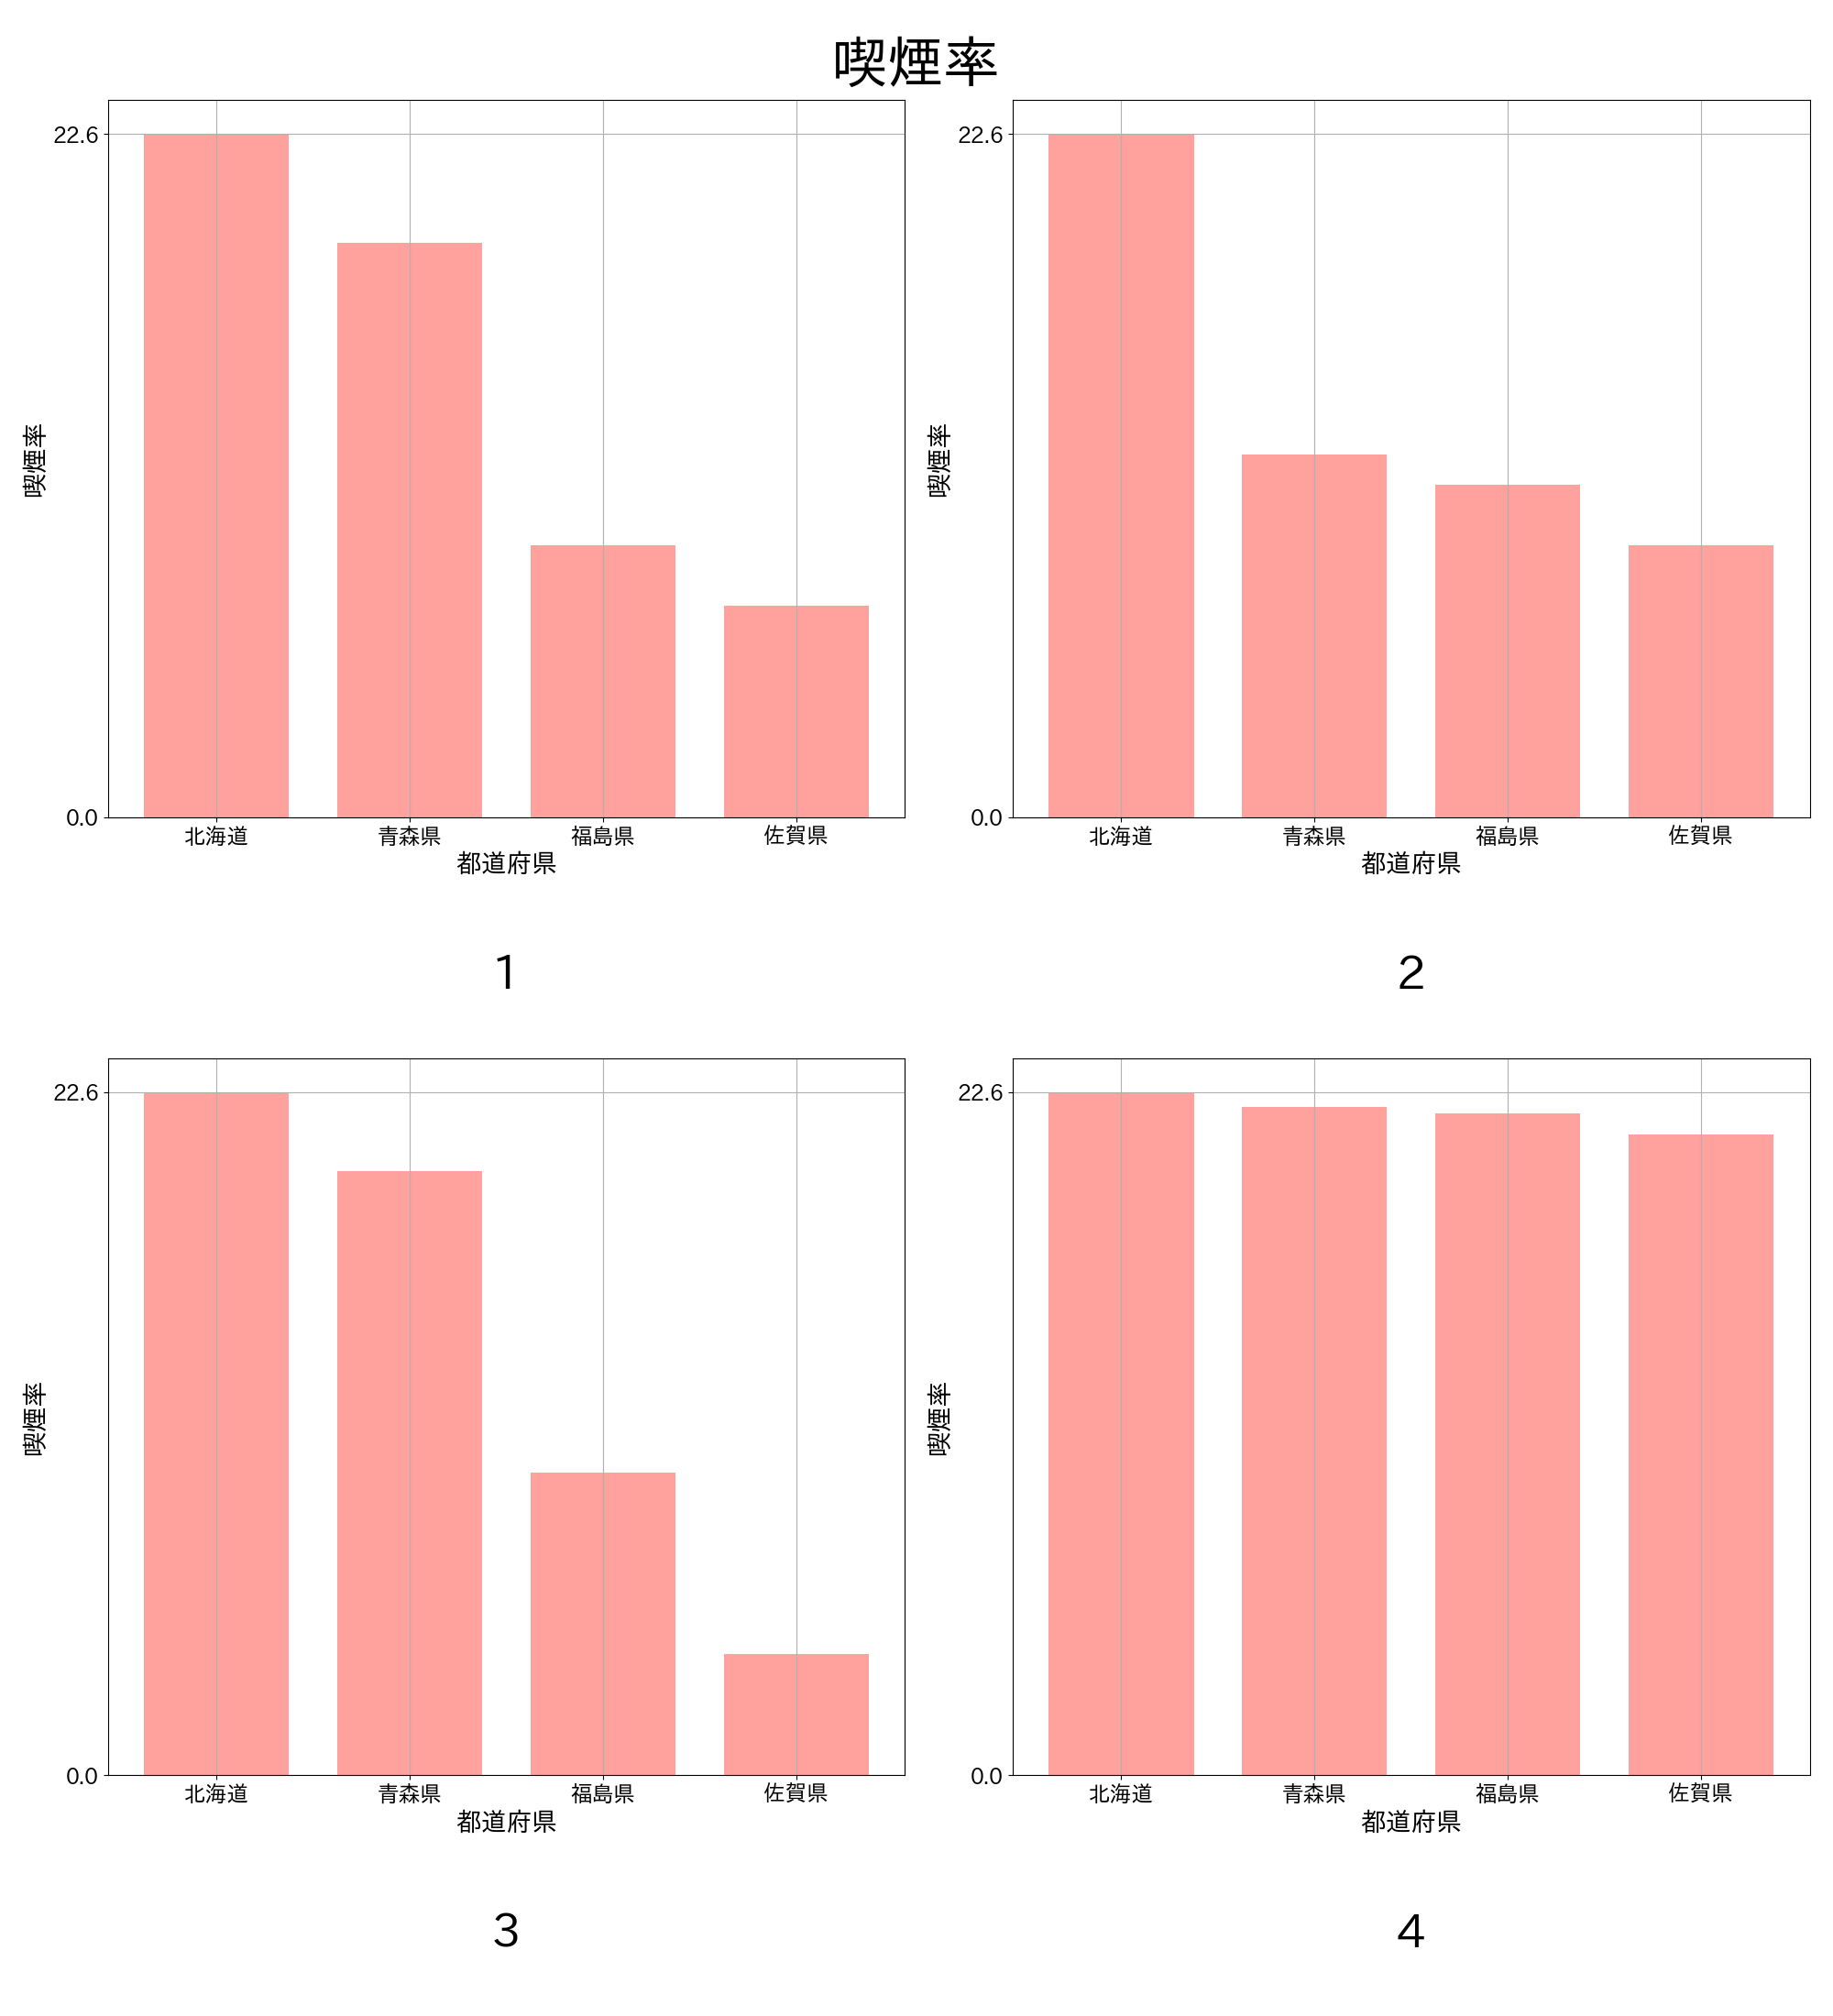 喫煙率
22.6
0.0
喫煙率
北海道 青森県 福島県 佐賀県
都道府県
1
22.6
0.0
喫煙率
北海道 青森県 福島県 佐賀県
都道府県
2
22.6
0.0
喫煙率
北海道 青森県 福島県 佐賀県
都道府県
3
22.6
0.0
喫煙率
北海道 青森県 福島県 佐賀県
都道府県
4